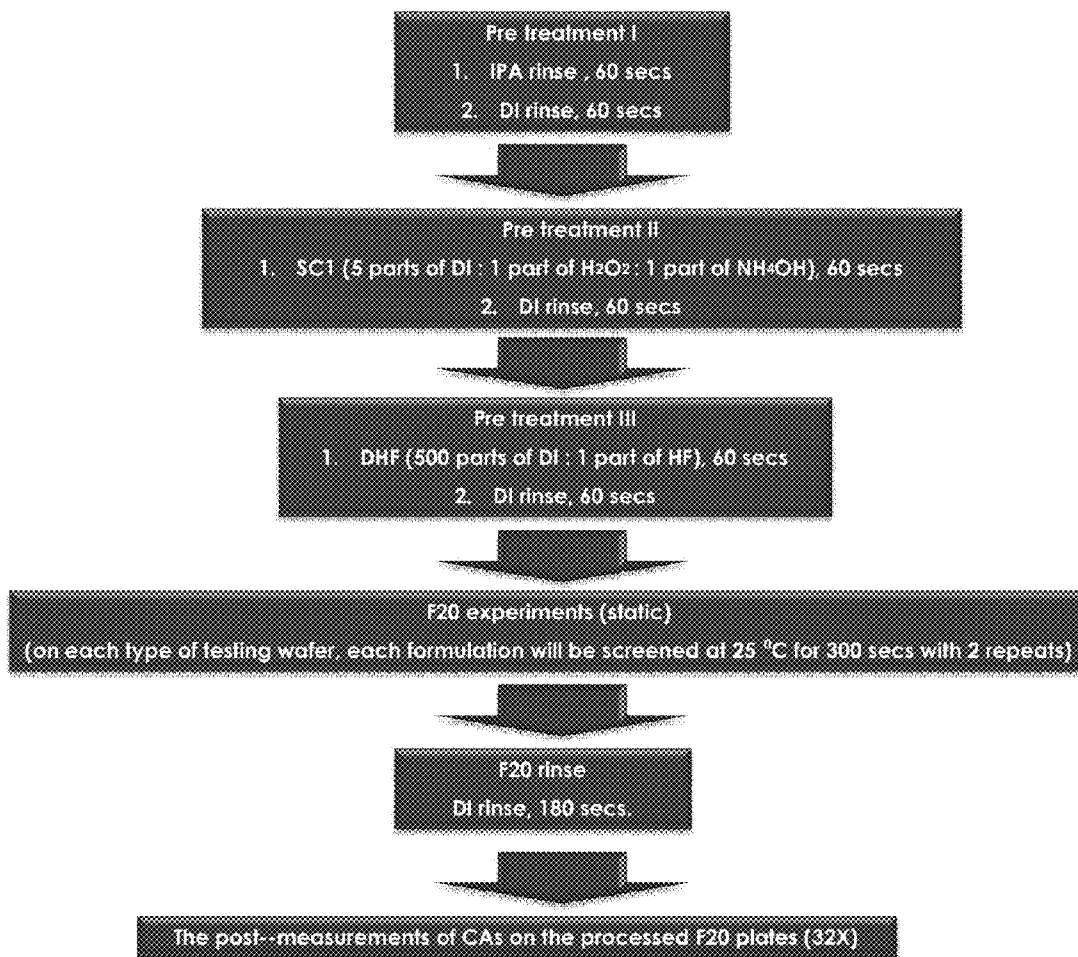 Pre treatment I
1. IPA rinse , 60 secs
2. DI rinse, 60 secs
Pre treatment II
1. SC1 (5 parts of DI : 1 part of H₂O₂ : 1 part of NH₄OH), 60 secs
2. DI rinse, 60 secs
Pre treatment III
1. DHF (500 parts of DI : 1 part of HF), 60 secs
2. DI rinse, 60 secs
F20 experiments (static)
(on each type of testing wafer, each formulation will be screened at 25 ⁰C for 300 secs with 2 repeats)
F20 rinse
DI rinse, 180 secs.
The post--measurements of CAs on the processed F20 plates (32X)